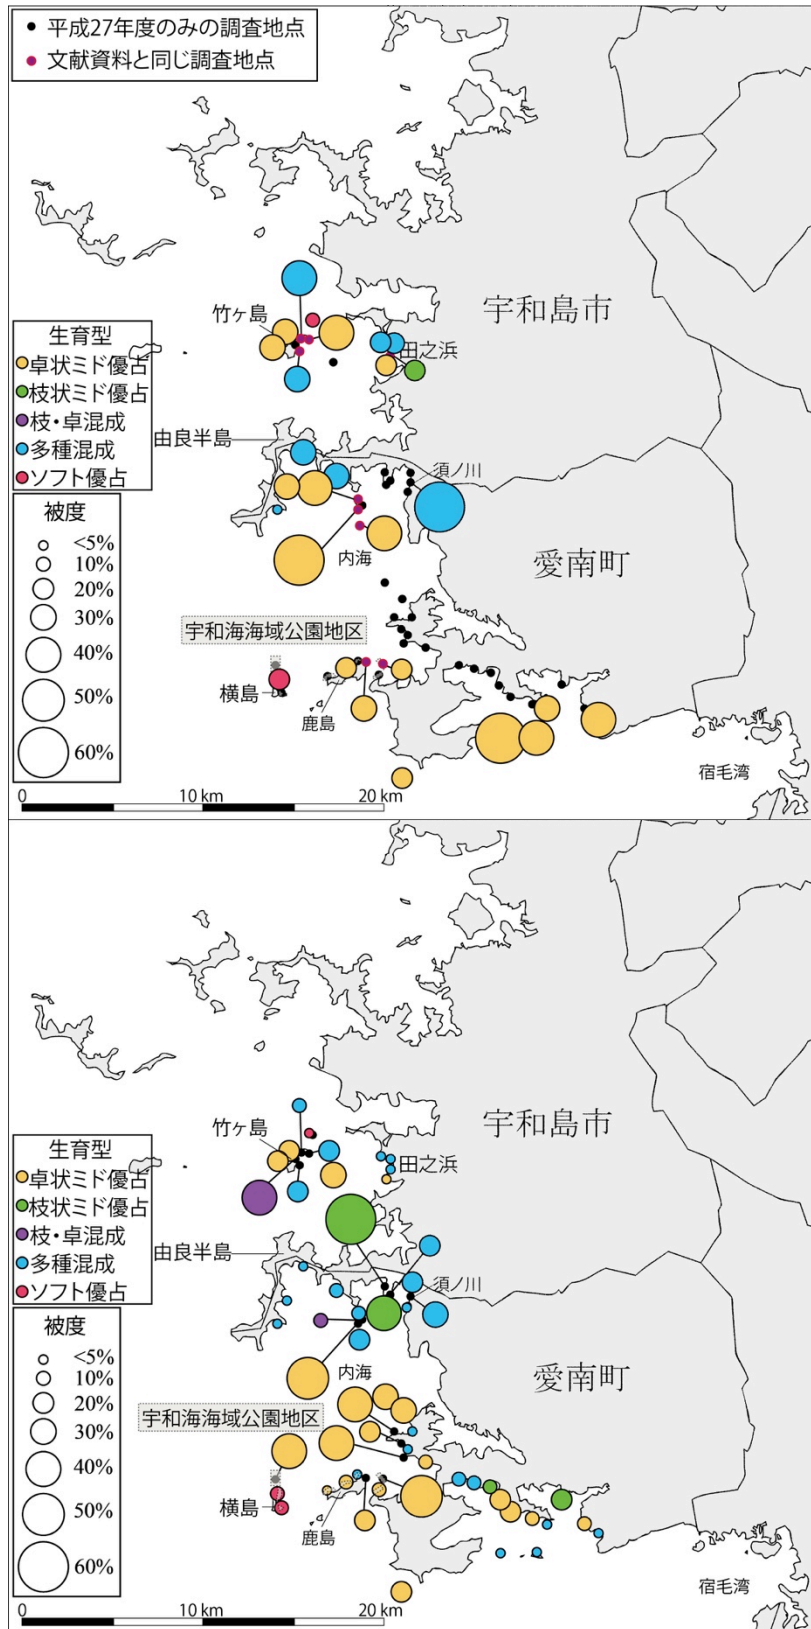 平成27年度のみの調査地点
文献資料と同じ調査地点
宇和島市
竹ヶ島
田之浜
生育型
卓状ミド優占
枝状ミド優占
枝・卓混成
多種混成
ソフト優占
由良半島
須ノ川
被度
<5%
10%
20%
30%
40%
50%
60%
内海
愛南町
宇和海海域公園地区
横島
鹿島
宿毛湾
0 10 km 20 km
宇和島市
竹ヶ島
田之浜
生育型
卓状ミド優占
枝状ミド優占
枝・卓混成
多種混成
ソフト優占
由良半島
須ノ川
被度
<5%
10%
20%
30%
40%
50%
60%
内海
愛南町
宇和海海域公園地区
横島
鹿島
宿毛湾
0 10 km 20 km